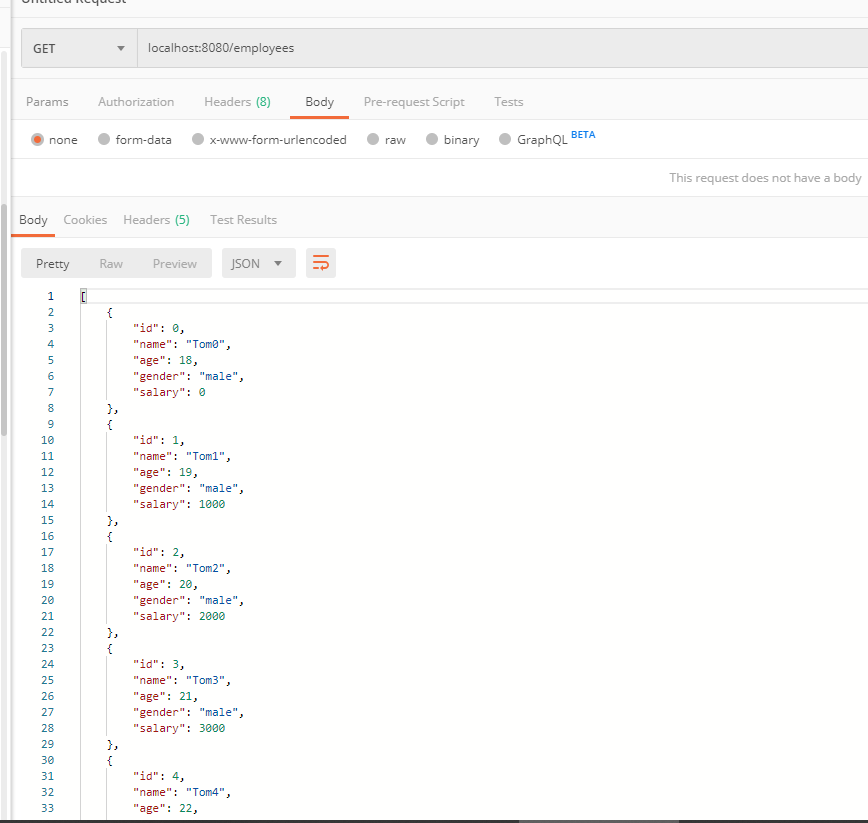 Untitled Request
GET localhost:8080/employees
Params Authorization Headers (8) Body Pre-request Script Tests
none form-data x-www-form-urlencoded raw binary GraphQL BETA
This request does not have a body
Body Cookies Headers (5) Test Results
Pretty Raw Preview JSON
1 [
2 {
3 "id": 0,
4 "name": "Tom0",
5 "age": 18,
6 "gender": "male",
7 "salary": 0
8 },
9 {
10 "id": 1,
11 "name": "Tom1",
12 "age": 19,
13 "gender": "male",
14 "salary": 1000
15 },
16 {
17 "id": 2,
18 "name": "Tom2",
19 "age": 20,
20 "gender": "male",
21 "salary": 2000
22 },
23 {
24 "id": 3,
25 "name": "Tom3",
26 "age": 21,
27 "gender": "male",
28 "salary": 3000
29 },
30 {
31 "id": 4,
32 "name": "Tom4",
33 "age": 22,